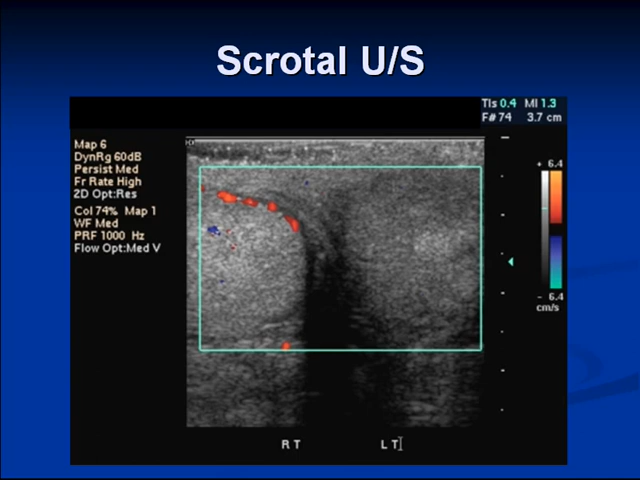 Scrotal U/S
TIs 0.4 MI 1.3
F#74 3.7 cm
Map 6
DynRg 60dB
Persist Med
Fr Rate High
2D Opt:Res
Col 74% Map 1
WF Med
PRF 1000 Hz
Flow Opt:Med V
+ 6.4
- 6.4
cm/s
RT LT